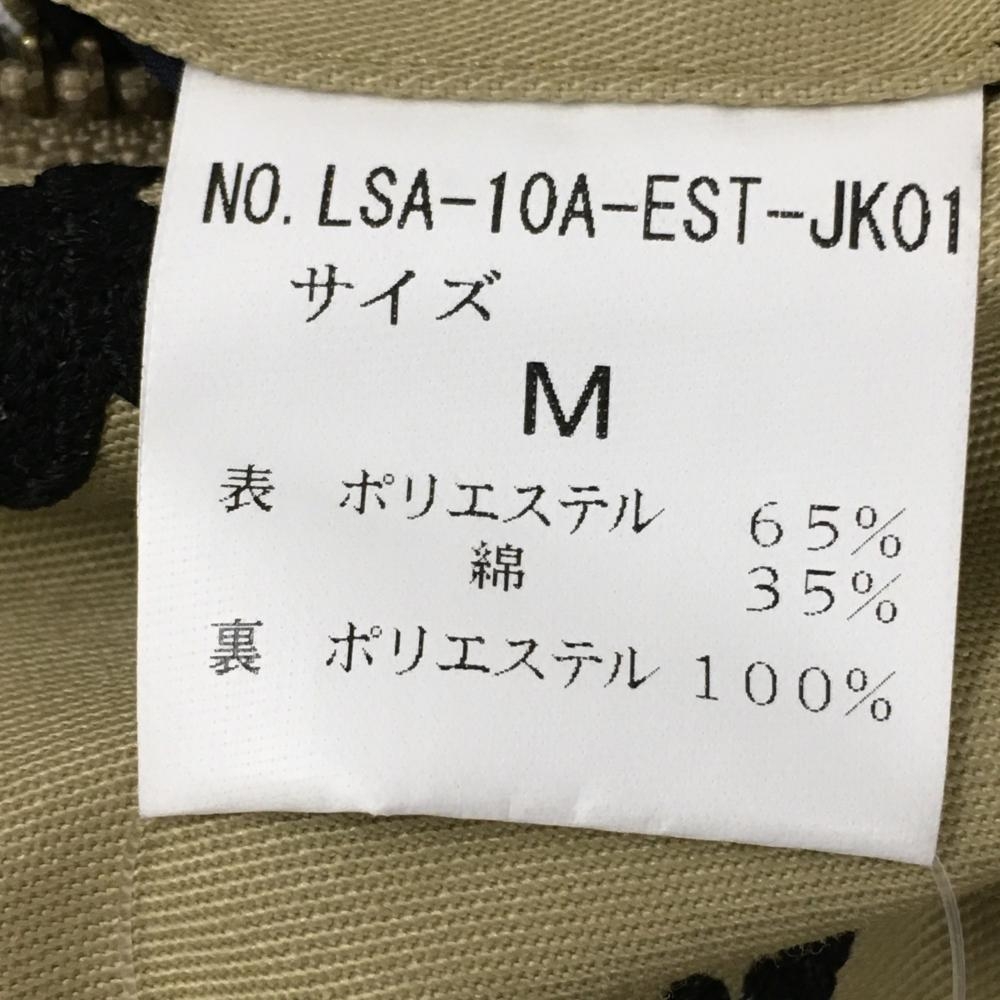 NO. LSA-10A-EST-JK01
サイズ
M
表 ポリエステル 65%
綿 35%
裏 ポリエステル 100%